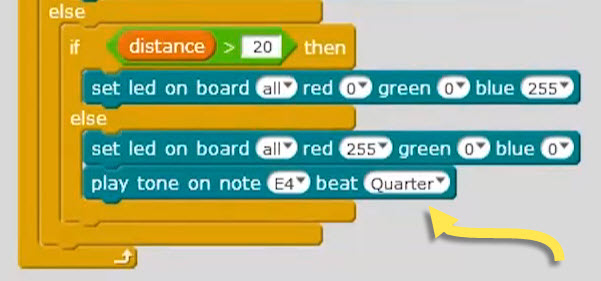 else
if distance > 20 then
set led on board all red 0 green 0 blue 255
else
set led on board all red 255 green 0 blue 0
play tone on note E4 beat Quarter